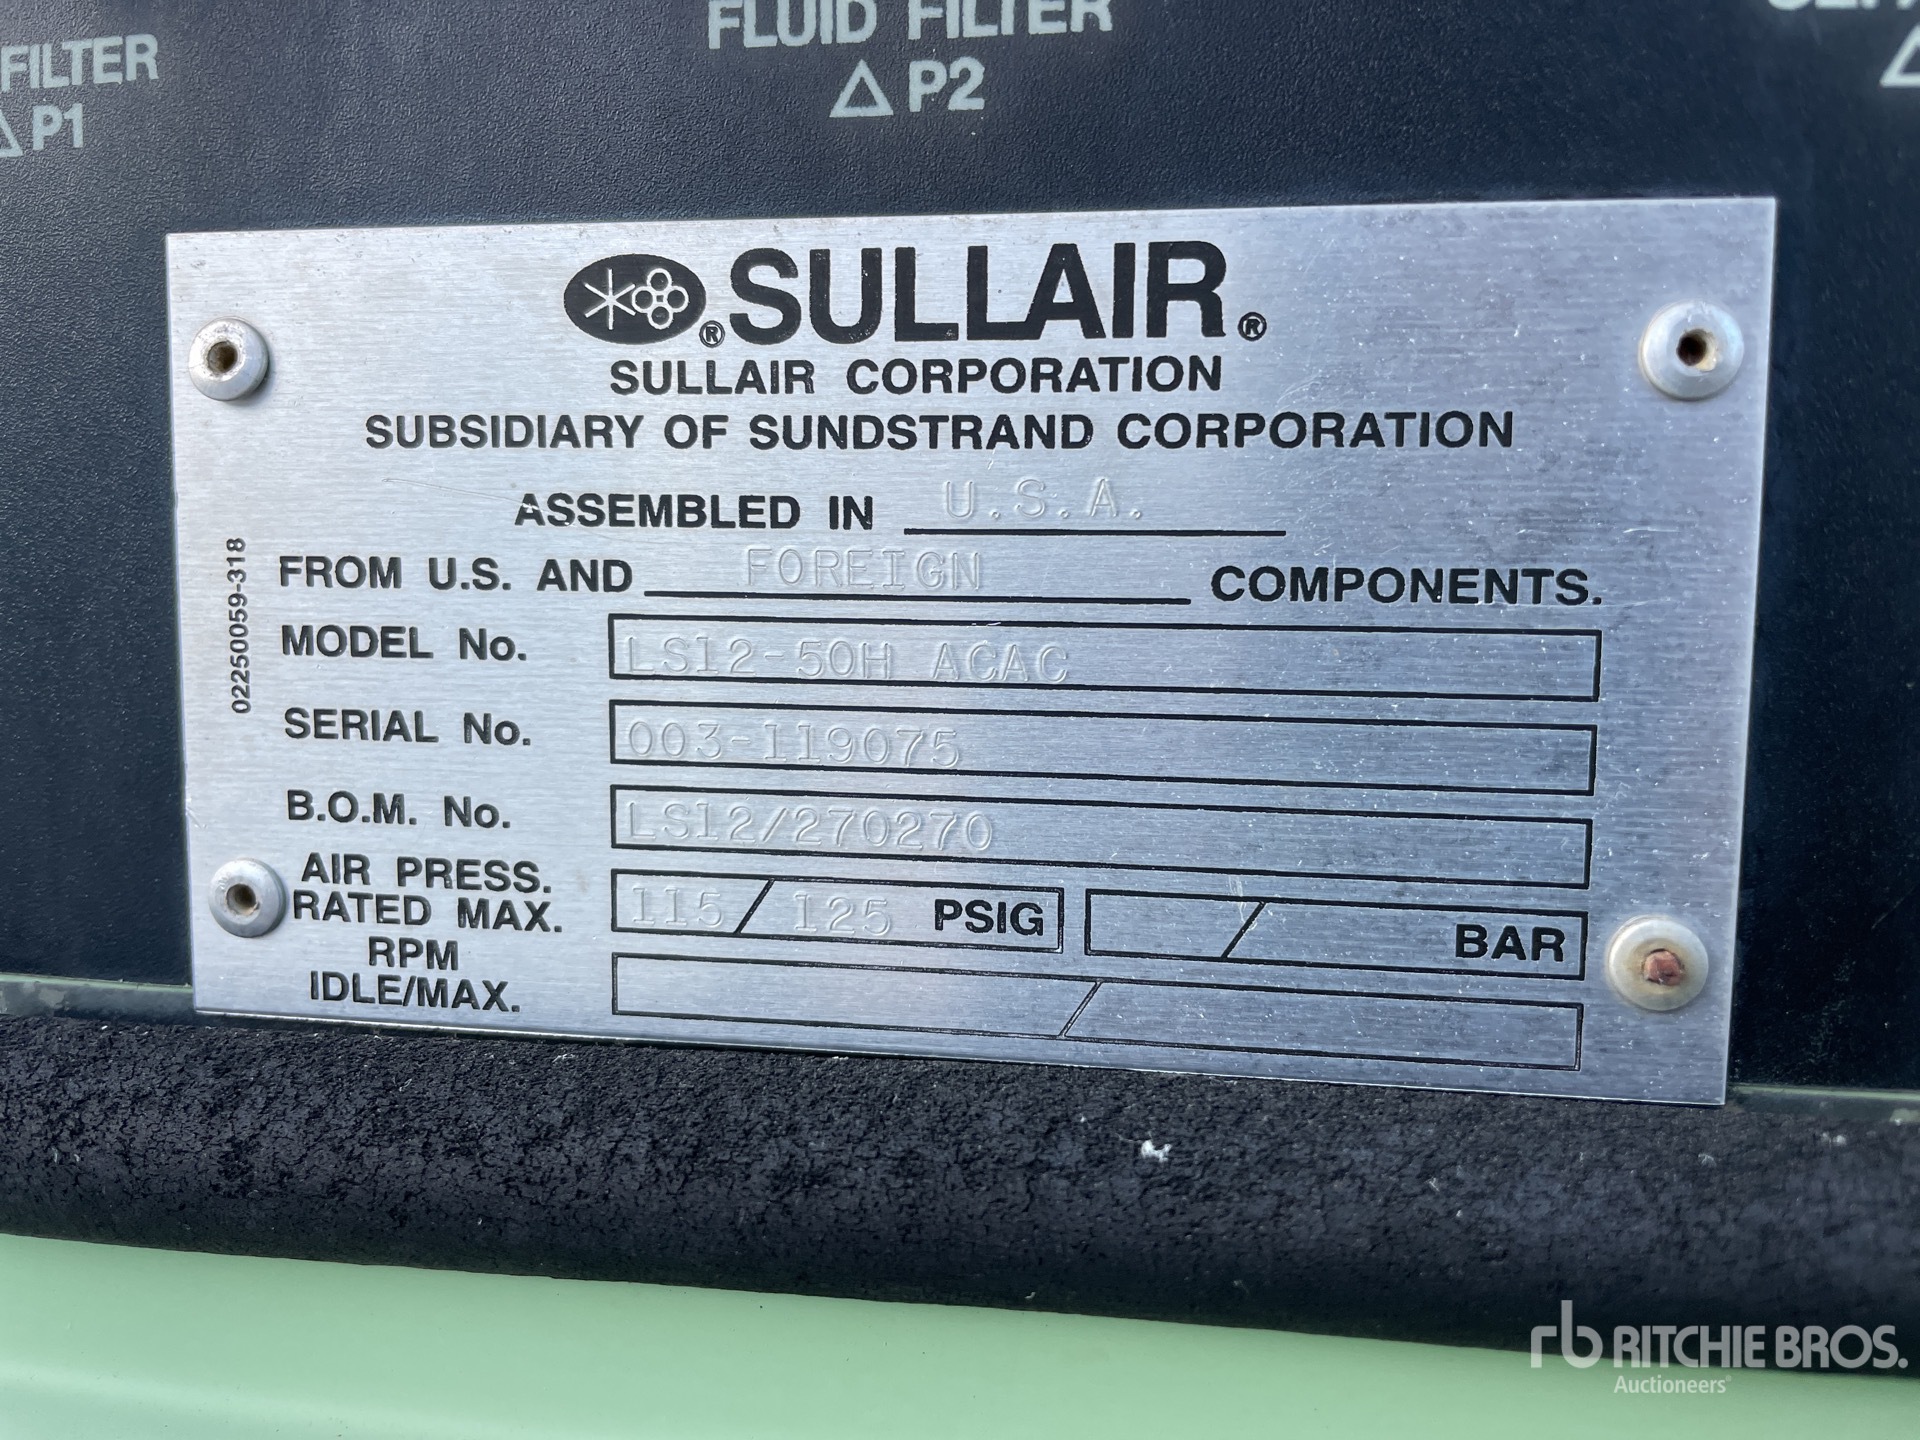 FILTER
△P1
FLUID FILTER
△P2
®.SULLAIR.®
SULLAIR CORPORATION
SUBSIDIARY OF SUNDSTRAND CORPORATION
ASSEMBLED IN U.S.A.
FROM U.S. AND FOREIGN COMPONENTS.
02250059-318
MODEL No. LS12-50H ACAC
SERIAL No. 003-119075
B.O.M. No. LS12/270270
AIR PRESS.
RATED MAX. 115 / 125 PSIG / BAR
RPM
IDLE/MAX. /
rb RITCHIE BROS.
Auctioneers